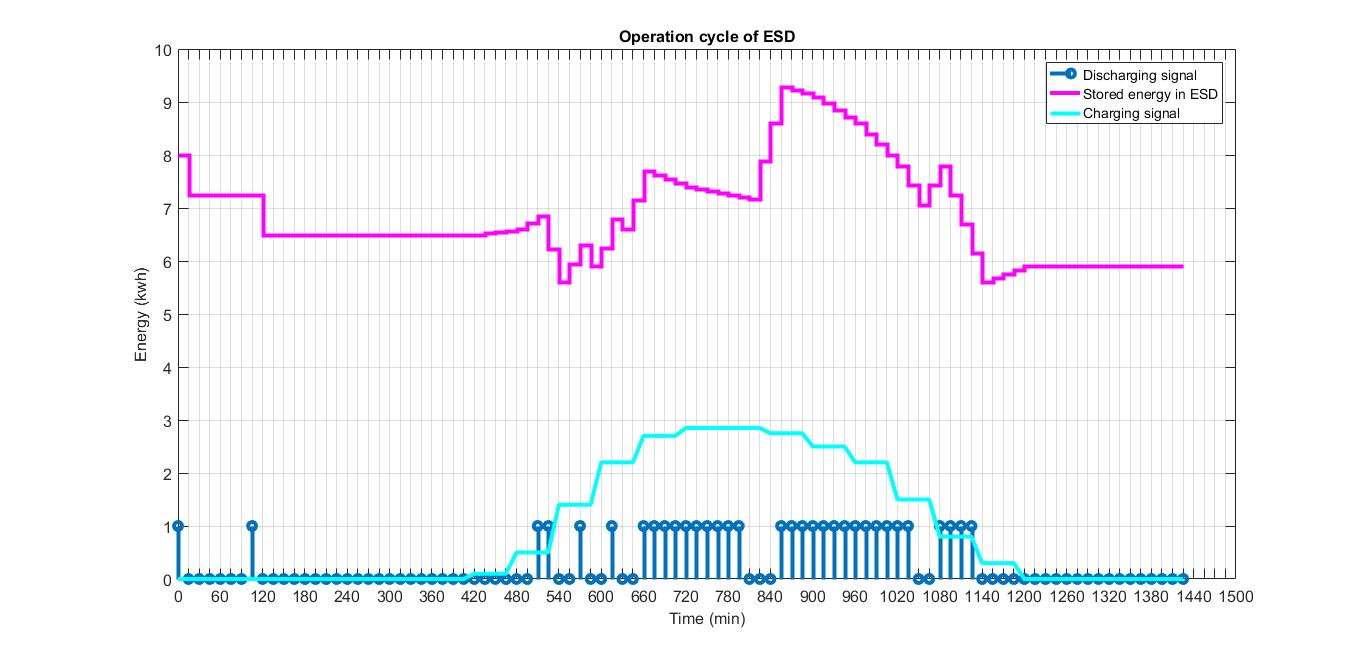 Operation cycle of ESD
Discharging signal
Stored energy in ESD
Charging signal
10
9
8
7
6
5
4
3
2
1
0
Energy (kwh)
0 60 120 180 240 300 360 420 480 540 600 660 720 780 840 900 960 1020 1080 1140 1200 1260 1320 1380 1440 1500
Time (min)